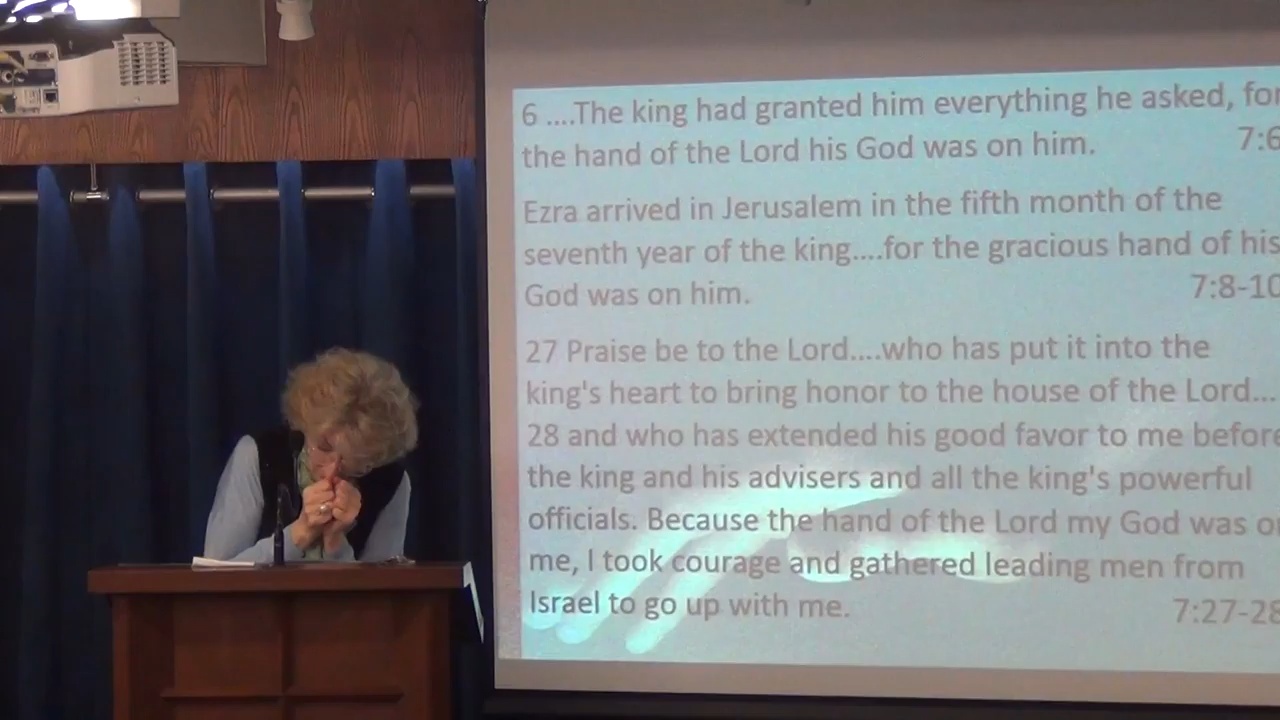 6 ....The king had granted him everything he asked, for
the hand of the Lord his God was on him. 7:6
Ezra arrived in Jerusalem in the fifth month of the
seventh year of the king....for the gracious hand of his
God was on him. 7:8-10
27 Praise be to the Lord....who has put it into the
king's heart to bring honor to the house of the Lord...
28 and who has extended his good favor to me before
the king and his advisers and all the king's powerful
officials. Because the hand of the Lord my God was on
me, I took courage and gathered leading men from
Israel to go up with me. 7:27-28